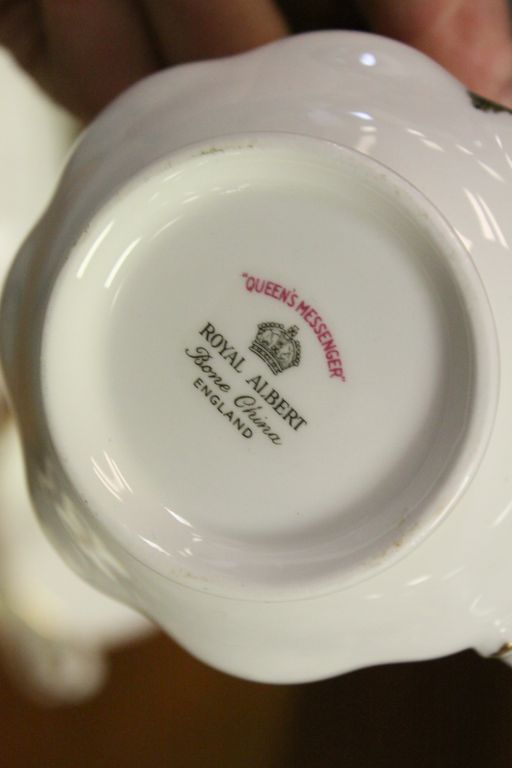 "QUEEN'S MESSENGER"
ROYAL ALBERT
Bone China
ENGLAND